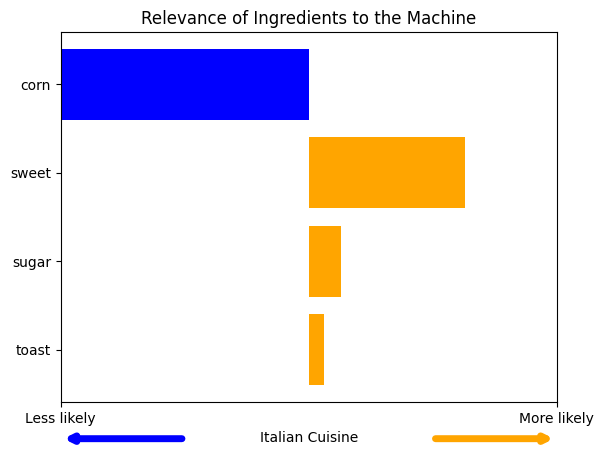 Relevance of Ingredients to the Machine
corn
sweet
sugar
toast
Less likely
More likely
Italian Cuisine